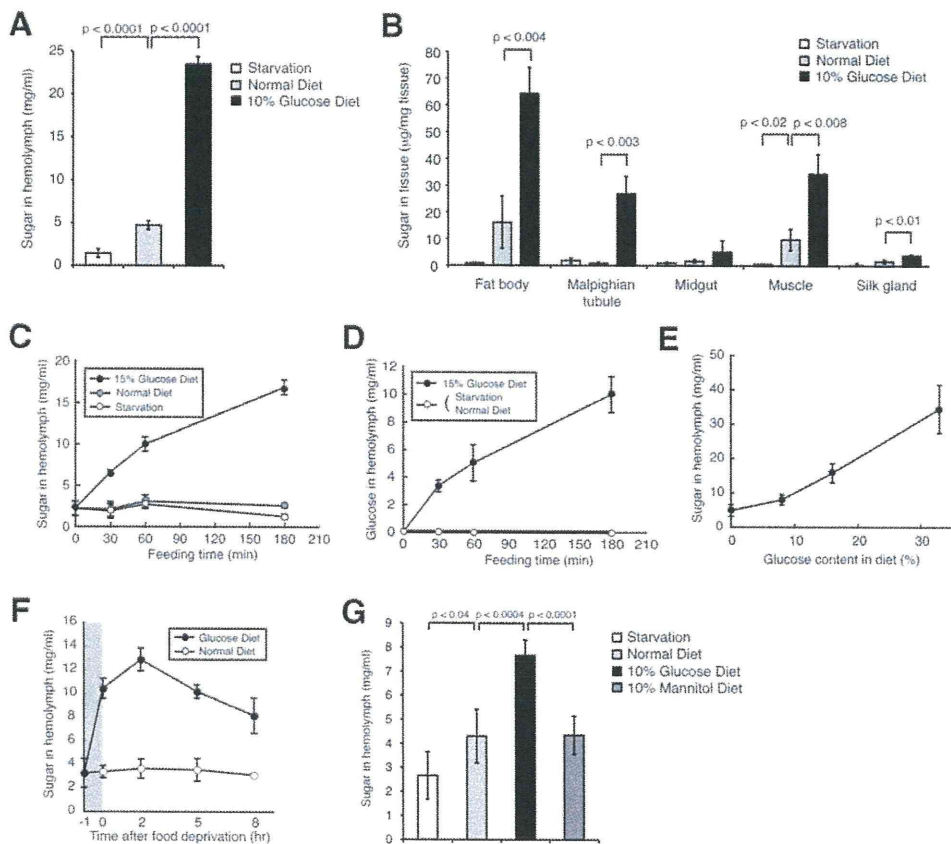 A
p < 0.0001
p < 0.0001
Sugar in hemolymph (mg/ml)
25
20
15
10
5
0
Starvation
Normal Diet
10% Glucose Diet
B
p < 0.004
p < 0.003
p < 0.02
p < 0.008
p < 0.01
Starvation
Normal Diet
10% Glucose Diet
Sugar in tissue (µg/mg tissue)
80
70
60
50
40
30
20
10
0
Fat body
Malpighian
tubule
Midgut
Muscle
Silk gland
C
Sugar in hemolymph (mg/ml)
20
15
10
5
0
15% Glucose Diet
Normal Diet
Starvation
0 30 60 90 120 150 180 210
Feeding time (min)
D
Glucose in hemolymph (mg/ml)
12
10
8
6
4
2
0
15% Glucose Diet
Starvation
Normal Diet
0 30 60 90 120 150 180 210
Feeding time (min)
E
Sugar in hemolymph (mg/ml)
50
40
30
20
10
0
0 10 20 30
Glucose content in diet (%)
F
Sugar in hemolymph (mg/ml)
16
14
12
10
8
6
4
2
0
Glucose Diet
Normal Diet
-1 0 2 5 8
Time after food deprivation (hr)
G
p < 0.04
p < 0.0004
p < 0.0001
Sugar in hemolymph (mg/ml)
9
8
7
6
5
4
3
2
1
0
Starvation
Normal Diet
10% Glucose Diet
10% Mannitol Diet